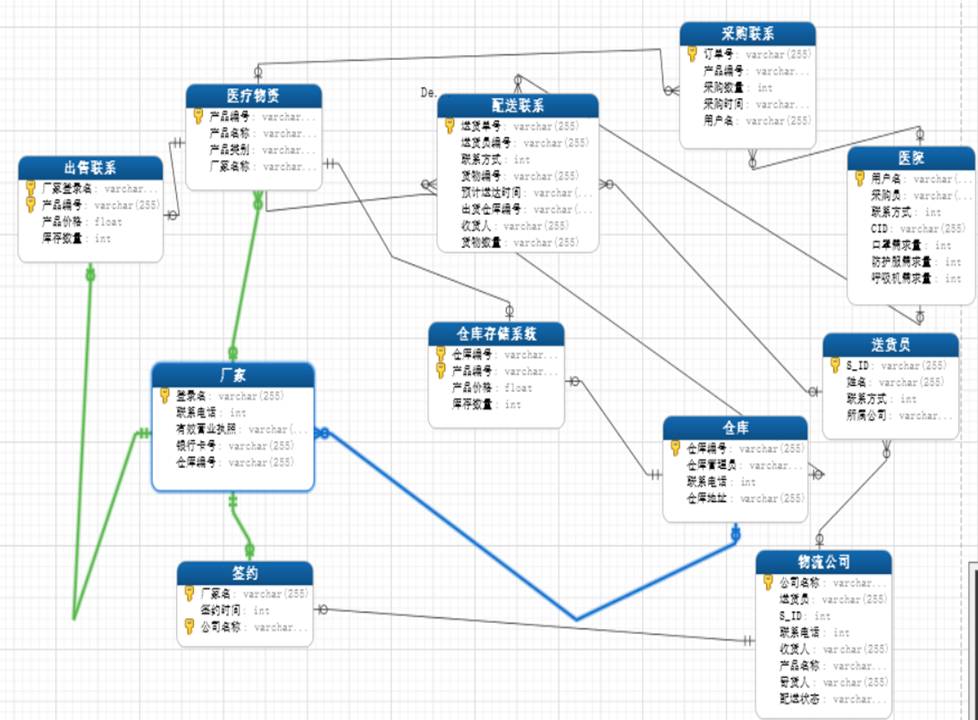 采购联系
订单号: varchar(255)
产品编号: varchar...
采购数量: int
采购时间: varchar...
用户名: varchar(255)
医疗物资
产品编号: varchar...
产品名称: varchar...
产品类别: varchar...
厂家名称: varchar...
De...
配送联系
送货单号: varchar(255)
送货员编号: varchar(255)
联系方式: int
货物编号: varchar(255)
预计送达时间: varchar(...
出货仓库编号: varchar(...
收货人: varchar(255)
货物数量: int
医院
用户名: varchar(255)
采购员: varchar(255)
联系方式: int
CID: varchar(255)
口罩需求量: int
防护服需求量: int
呼吸机需求量: int
出售联系
厂家登录名: varchar...
产品编号: varchar(255)
产品价格: float
库存数量: int
仓库存储系统
仓库编号: varchar...
产品编号: varchar...
产品价格: float
库存数量: int
送货员
S_ID: varchar(255)
姓名: varchar(255)
联系方式: int
所属公司: varchar...
厂家
登录名: varchar(255)
联系电话: int
有效营业执照: varchar(...
银行卡号: varchar(255)
仓库编号: varchar(255)
仓库
仓库编号: varchar(255)
仓库管理员: varchar...
联系电话: int
仓库地址: varchar(255)
签约
厂家名: varchar(255)
签约时间: int
公司名称: varchar...
物流公司
公司名称: varchar...
送货员: varchar(255)
S_ID: int
联系电话: int
收货人: varchar(255)
产品名称: varchar...
寄货人: varchar(255)
配送状态: varchar...